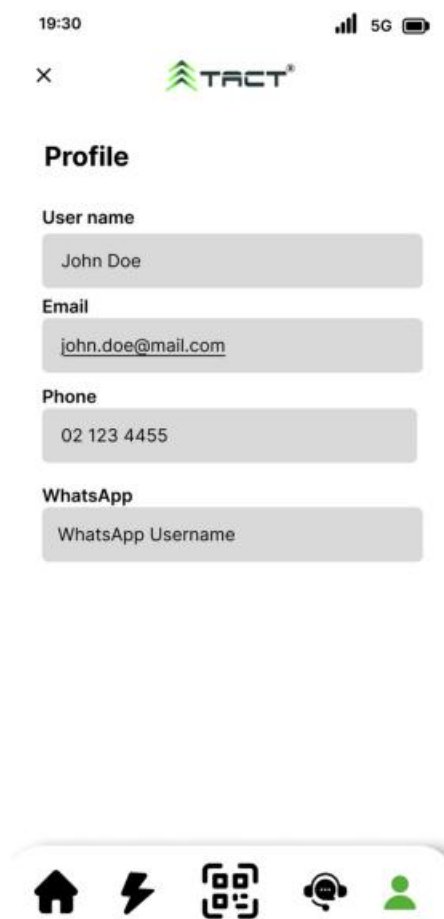 19:30
5G
TACT®
Profile
User name
John Doe
Email
john.doe@mail.com
Phone
02 123 4455
WhatsApp
WhatsApp Username